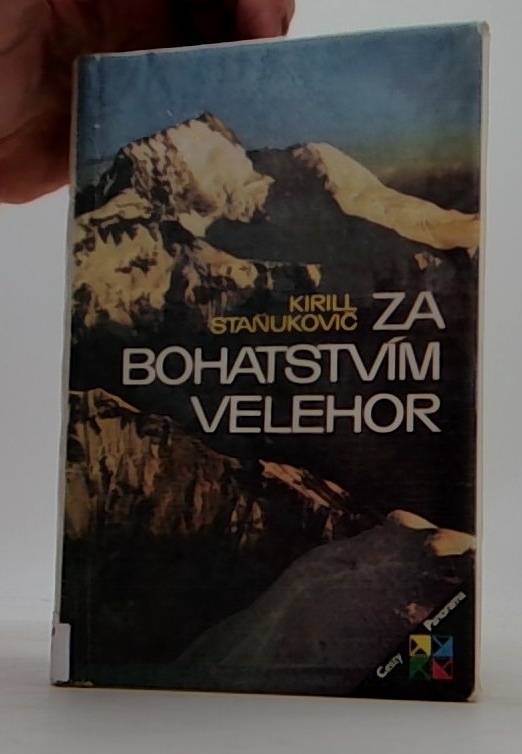 KIRILL
STAŇUKOVIČ
ZA
BOHATSTVÍM
VELEHOR
Cesty
Panorama